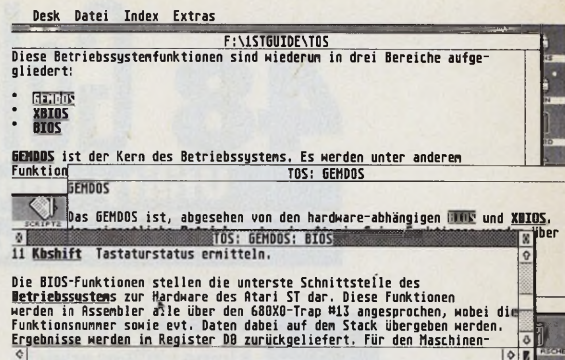 Desk Datei Index Extras
F:\1STGUIDE\TOS
Diese Betriebssystemfunktionen sind wiederum in drei Bereiche aufge-
gliedert:
• GEMDOS
• XBIOS
• BIOS
GEMDOS ist der Kern des Betriebssystems. Es werden unter anderem
Funktion
TOS: GEMDOS
GEMDOS
Das GEMDOS ist, abgesehen von den hardware-abhängigen BIOS und XBIOS,
über
SCRIPT2
TOS: GEMDOS: BIOS
11 Kbshift Tastaturstatus ermitteln.
Die BIOS-Funktionen stellen die unterste Schnittstelle des
Betriebssystems zur Hardware des Atari ST dar. Diese Funktionen
werden in Assembler alle über den 680X0-Trap #13 angesprochen, wobei die
Funktionsnummer sowie evt. Daten dabei auf dem Stack übergeben werden.
Ergebnisse werden in Register D0 zurückgeliefert. Für den Maschinen-